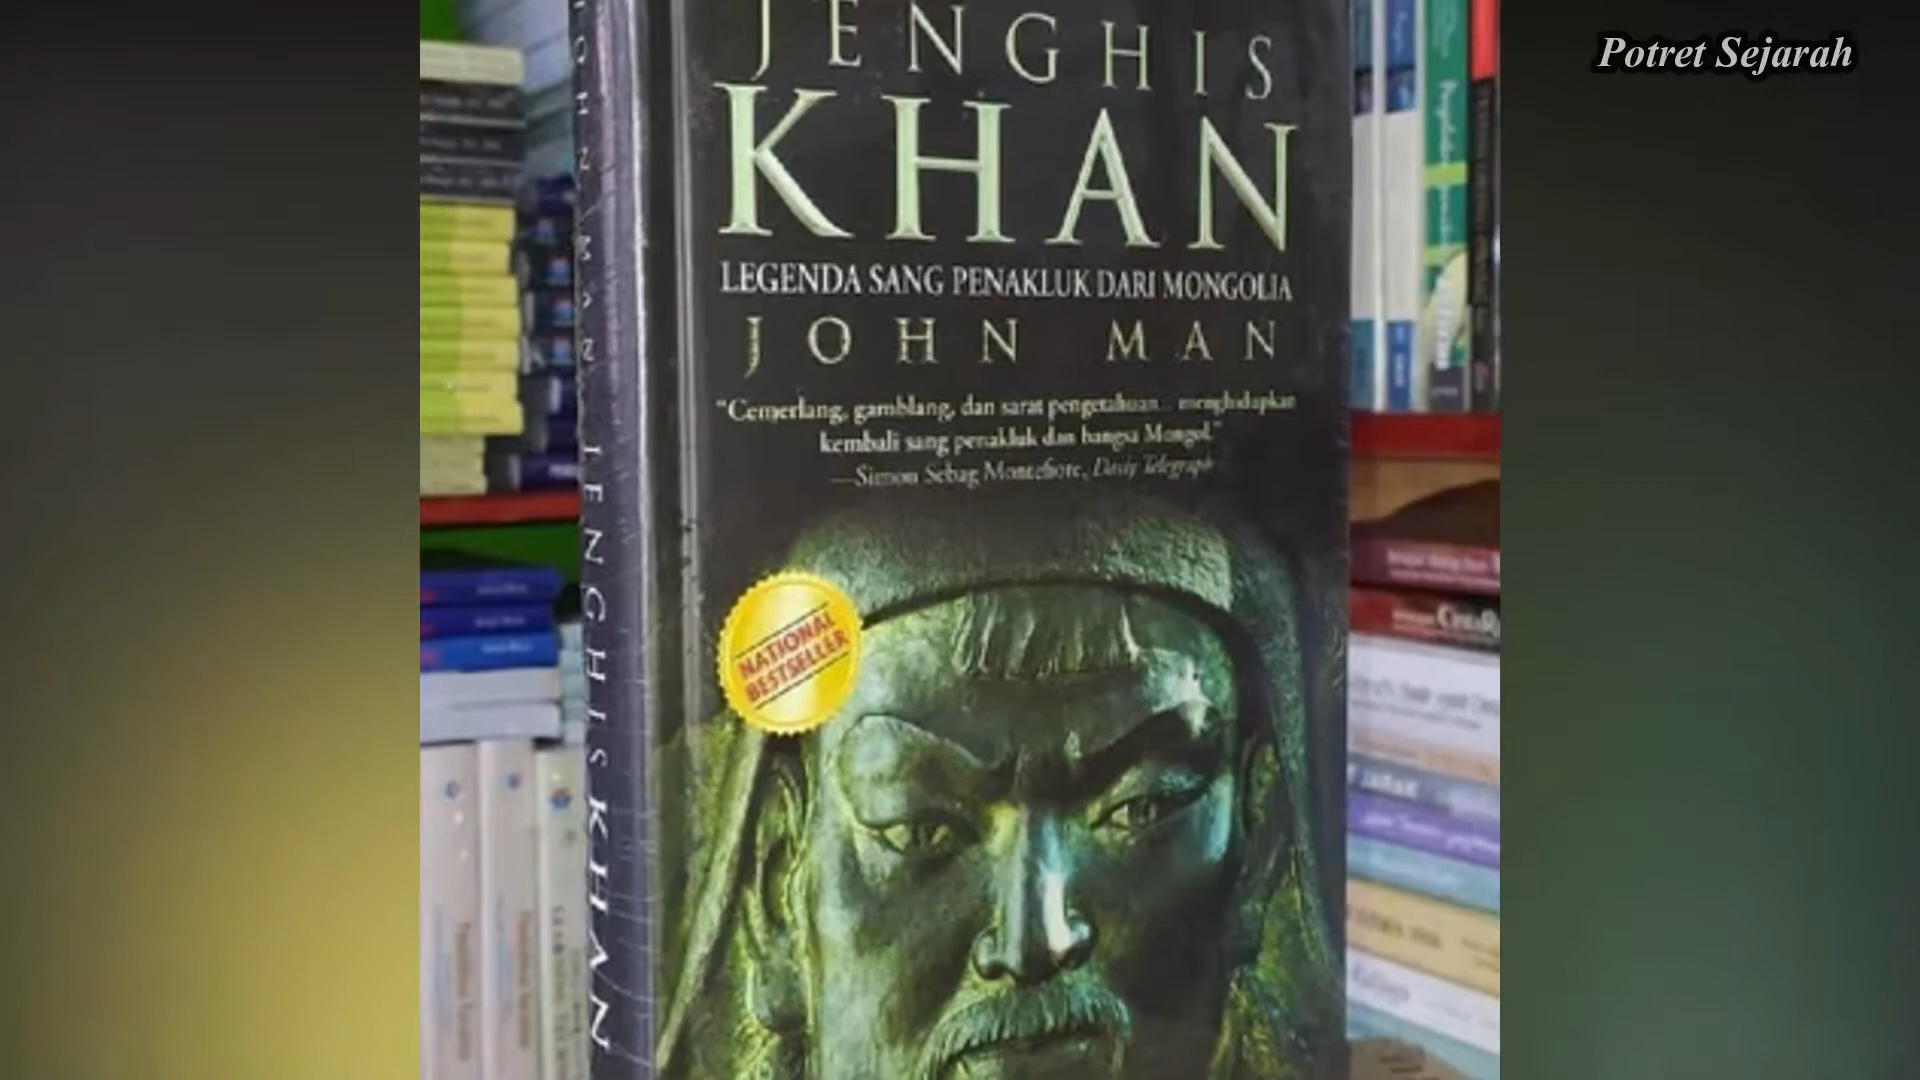 Potret Sejarah
JENGHIS
KHAN
LEGENDA SANG PENAKLUK DARI MONGOLIA
JOHN MAN
"Cemerlang, gamblang, dan sarat pengetahuan... menghidupkan
kembali sang penakluk dan bangsa Mongol."
—Simon Sebag Montefiore, Daily Telegraph
NATIONAL
BESTSELLER
JOHN MAN JENGHIS KHAN